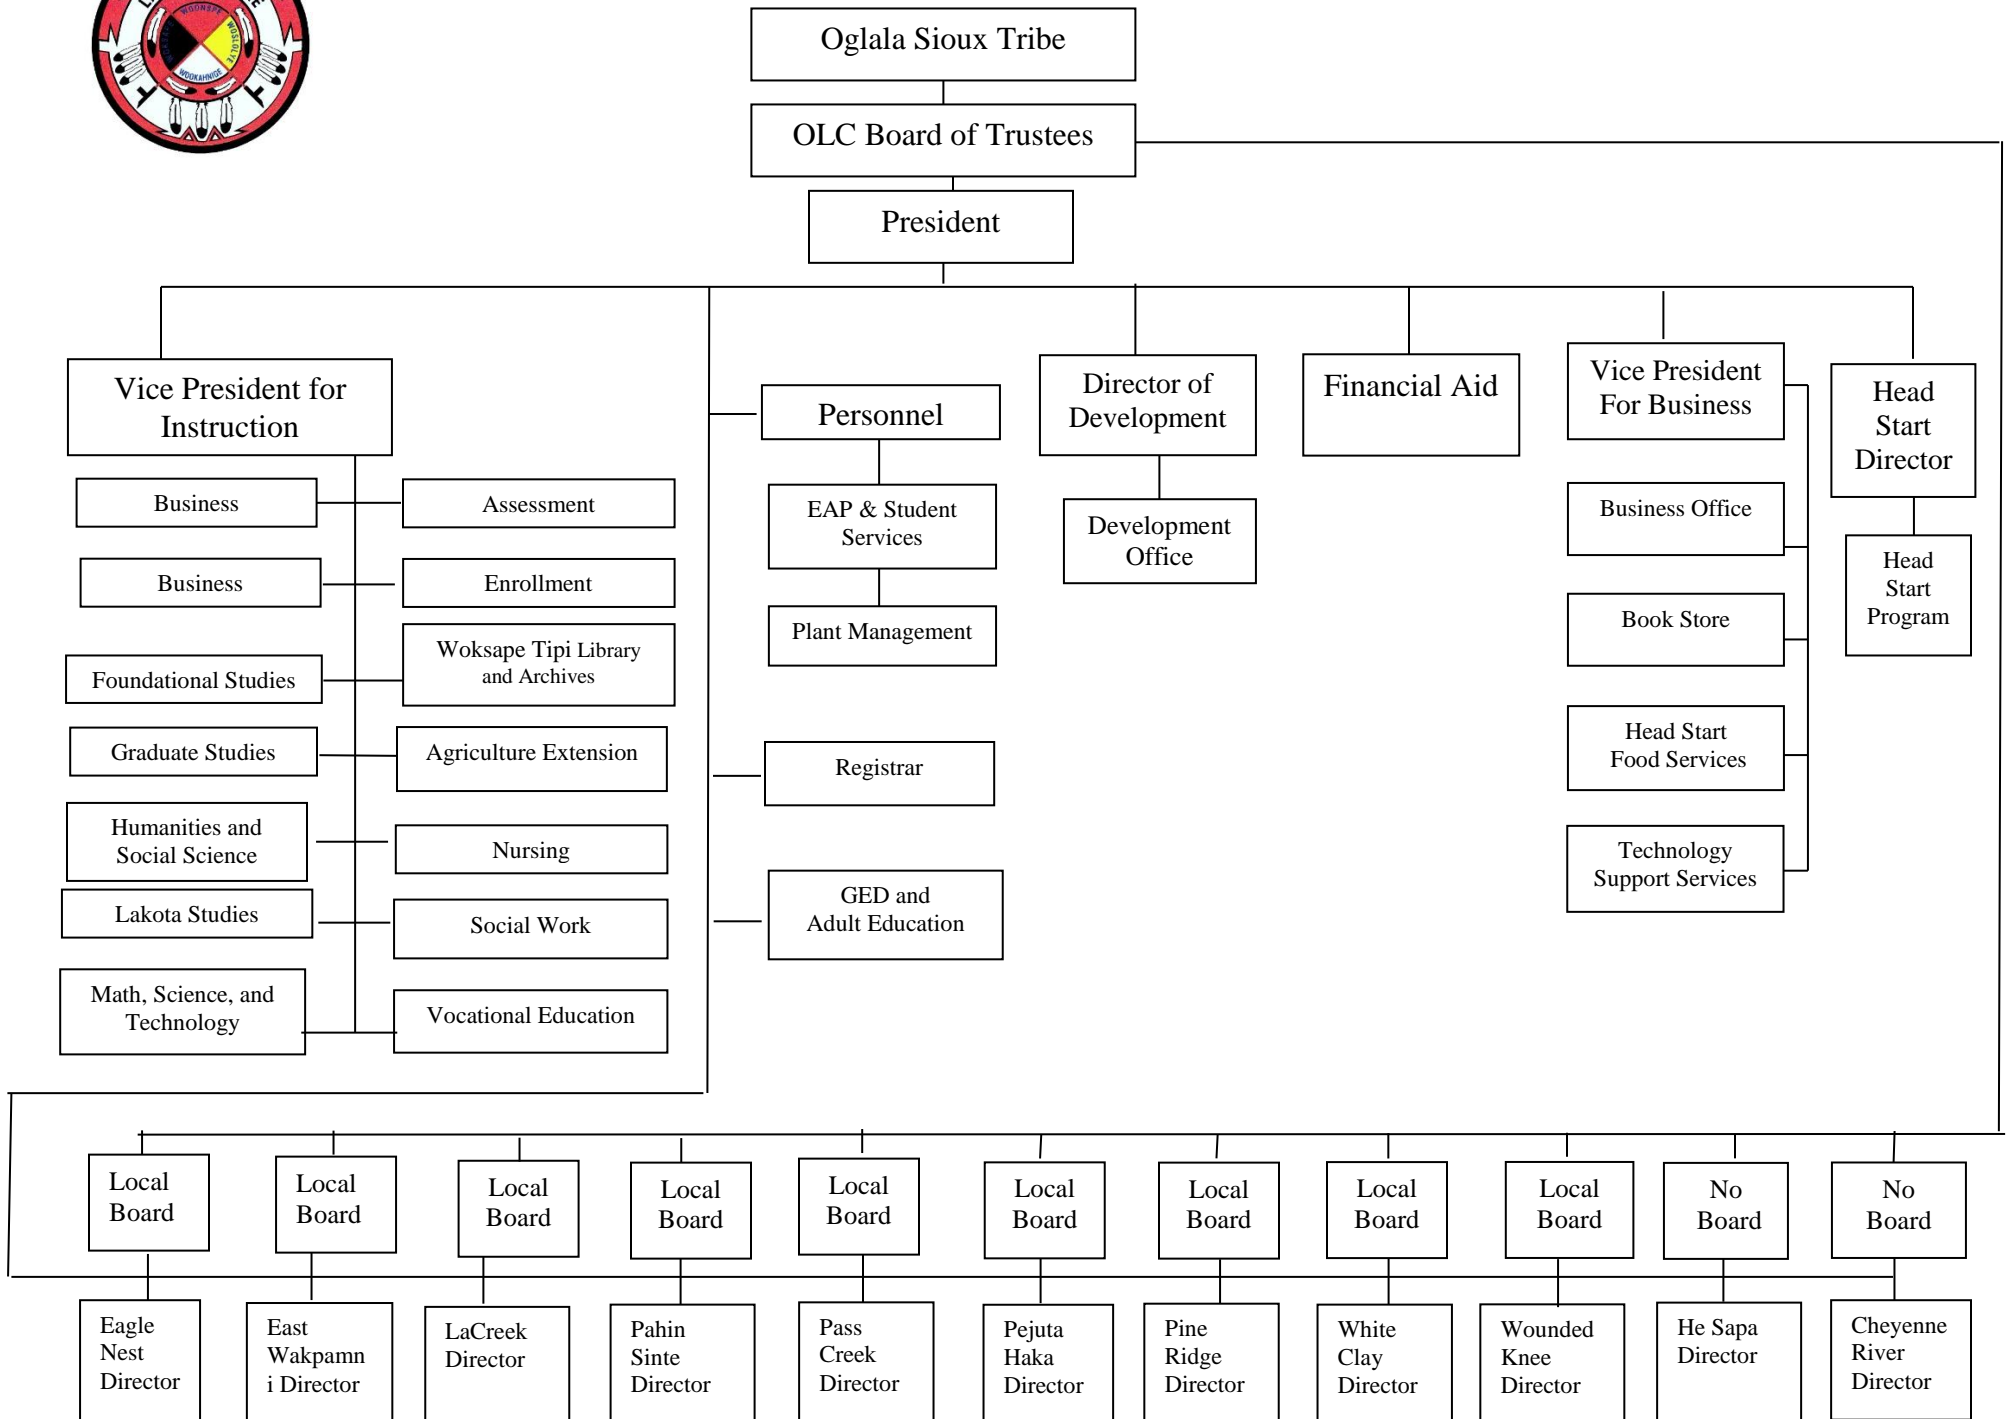 WOONSPE
WOSLOLYE
WOOKAHNIGE
Oglala Sioux Tribe
OLC Board of Trustees
President
Vice President for
Instruction
Business
Assessment
Business
Enrollment
Foundational Studies
Woksape Tipi Library
and Archives
Graduate Studies
Agriculture Extension
Humanities and
Social Science
Nursing
Lakota Studies
Social Work
Math, Science, and
Technology
Vocational Education
Personnel
EAP & Student
Services
Plant Management
Registrar
GED and
Adult Education
Director of
Development
Development
Office
Financial Aid
Vice President
For Business
Business Office
Book Store
Head Start
Food Services
Technology
Support Services
Head
Start
Director
Head
Start
Program
Local
Board
Local
Board
Local
Board
Local
Board
Local
Board
Local
Board
Local
Board
Local
Board
Local
Board
No
Board
No
Board
Eagle
Nest
Director
East
Wakpamn
i Director
LaCreek
Director
Pahin
Sinte
Director
Pass
Creek
Director
Pejuta
Haka
Director
Pine
Ridge
Director
White
Clay
Director
Wounded
Knee
Director
He Sapa
Director
Cheyenne
River
Director